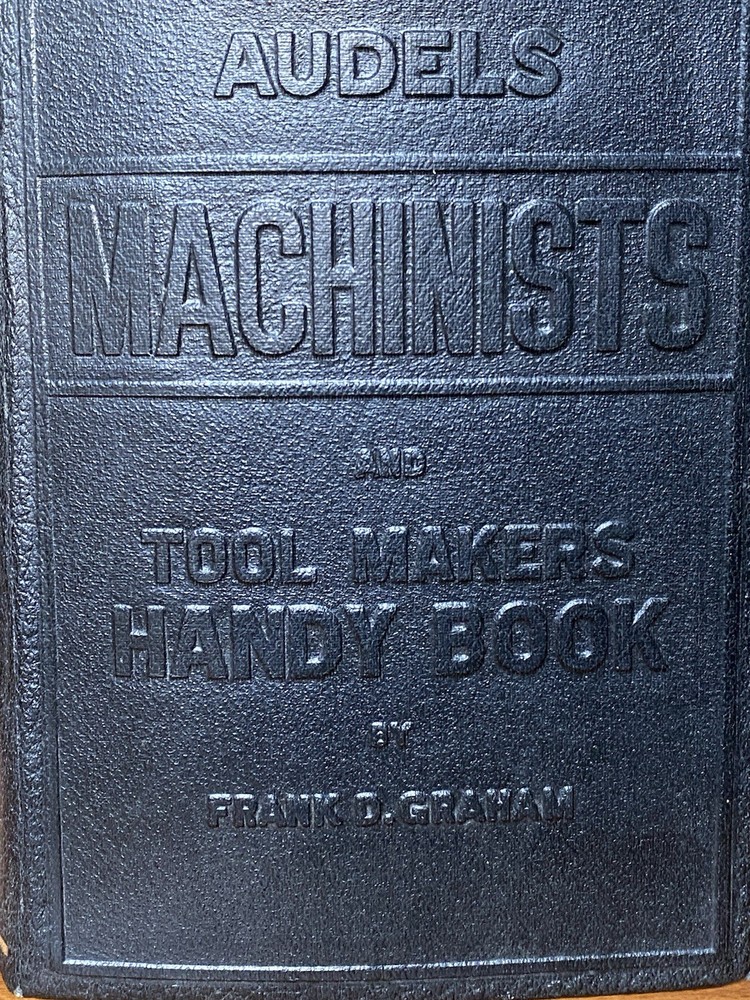 AUDELS
MACHINISTS
AND
TOOL MAKERS
HANDY BOOK
BY
FRANK D. GRAHAM